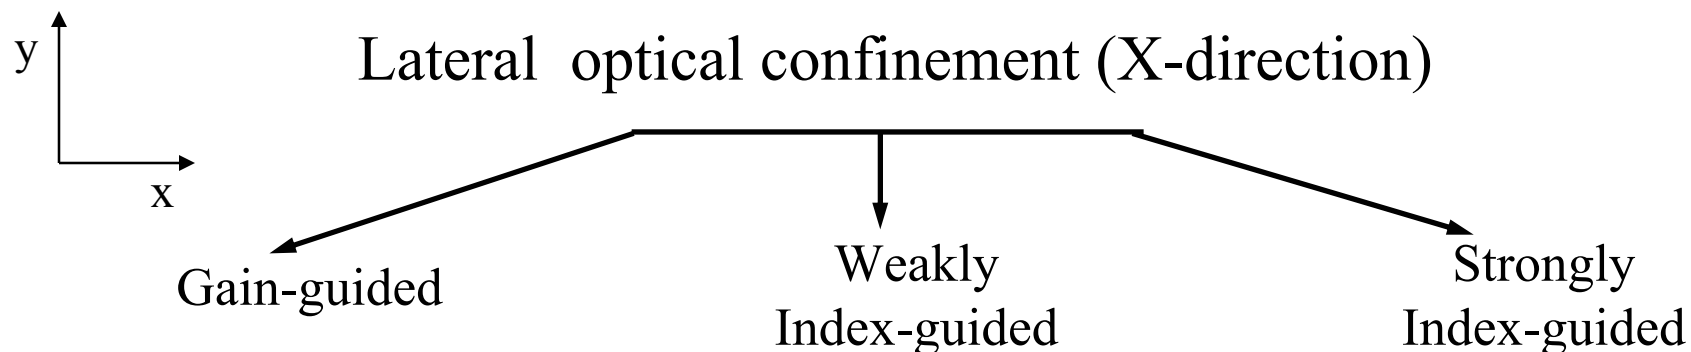 y
Lateral optical confinement (X-direction)
x
Gain-guided
Weakly
Index-guided
Strongly
Index-guided